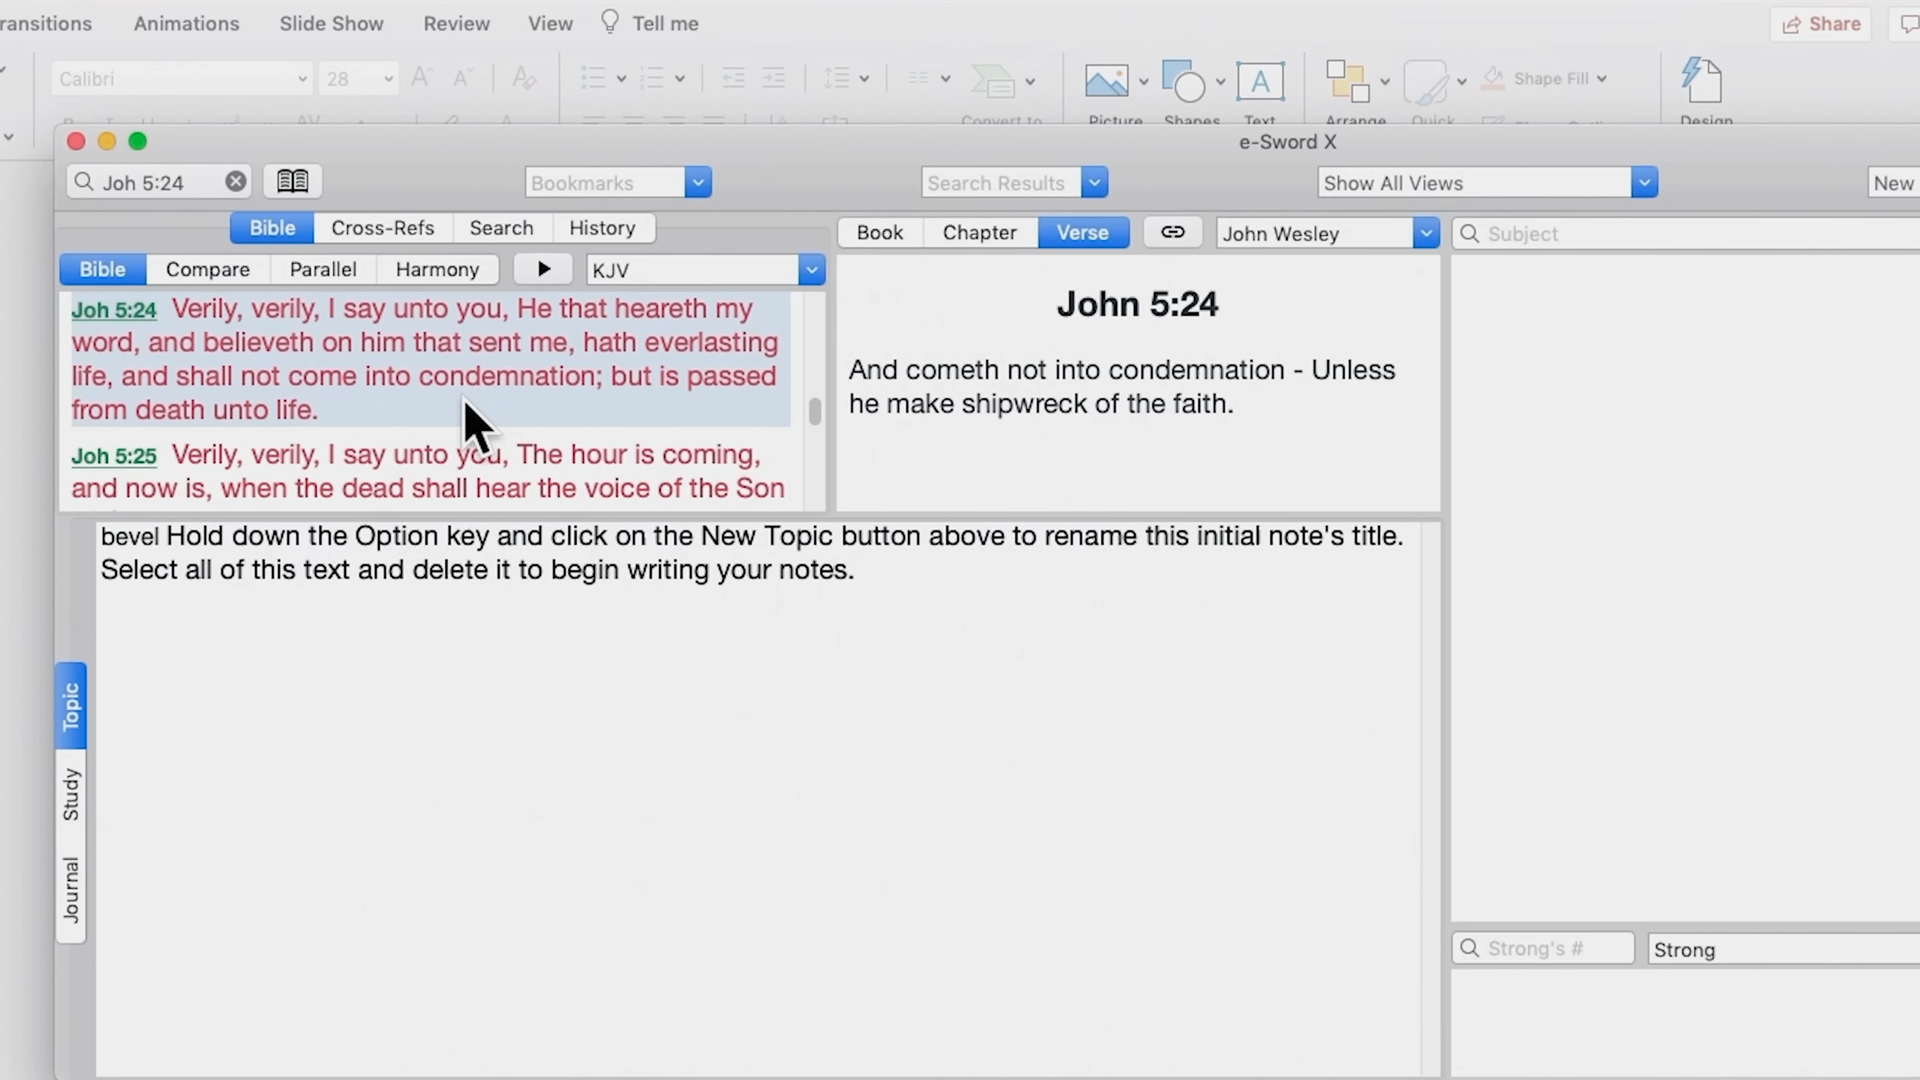 ransitions Animations Slide Show Review View Tell me Share
Calibri 28 Shape Fill
Convert to Picture Shapes Text Arrange Quick Design
e-Sword X
Joh 5:24 Bookmarks Search Results Show All Views New
Bible Cross-Refs Search History
Book Chapter Verse John Wesley Subject
Bible Compare Parallel Harmony KJV
Joh 5:24 Verily, verily, I say unto you, He that heareth my
word, and believeth on him that sent me, hath everlasting
life, and shall not come into condemnation; but is passed
from death unto life.
Joh 5:25 Verily, verily, I say unto you, The hour is coming,
and now is, when the dead shall hear the voice of the Son
John 5:24
And cometh not into condemnation - Unless
he make shipwreck of the faith.
bevel Hold down the Option key and click on the New Topic button above to rename this initial note's title.
Select all of this text and delete it to begin writing your notes.
Topic
Study
Journal
Strong's # Strong